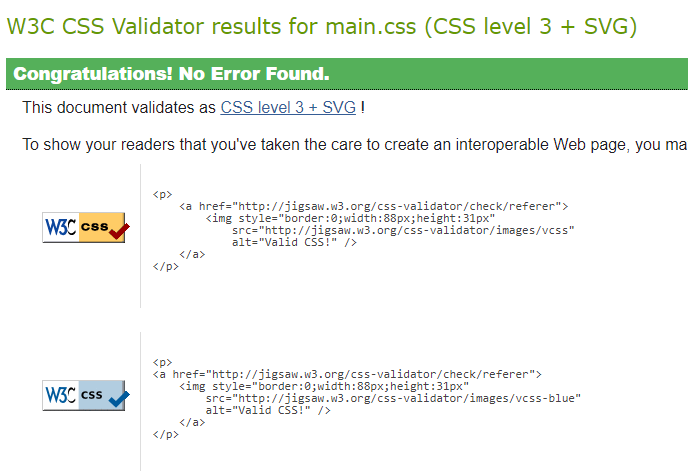 W3C CSS Validator results for main.css (CSS level 3 + SVG)
Congratulations! No Error Found.
This document validates as CSS level 3 + SVG !
To show your readers that you've taken the care to create an interoperable Web page, you ma
W3C css
<p>
<a href="http://jigsaw.w3.org/css-validator/check/referer">
<img style="border:0;width:88px;height:31px"
src="http://jigsaw.w3.org/css-validator/images/vcss"
alt="Valid CSS!" />
</a>
</p>
W3C css
<p>
<a href="http://jigsaw.w3.org/css-validator/check/referer">
<img style="border:0;width:88px;height:31px"
src="http://jigsaw.w3.org/css-validator/images/vcss-blue"
alt="Valid CSS!" />
</a>
</p>